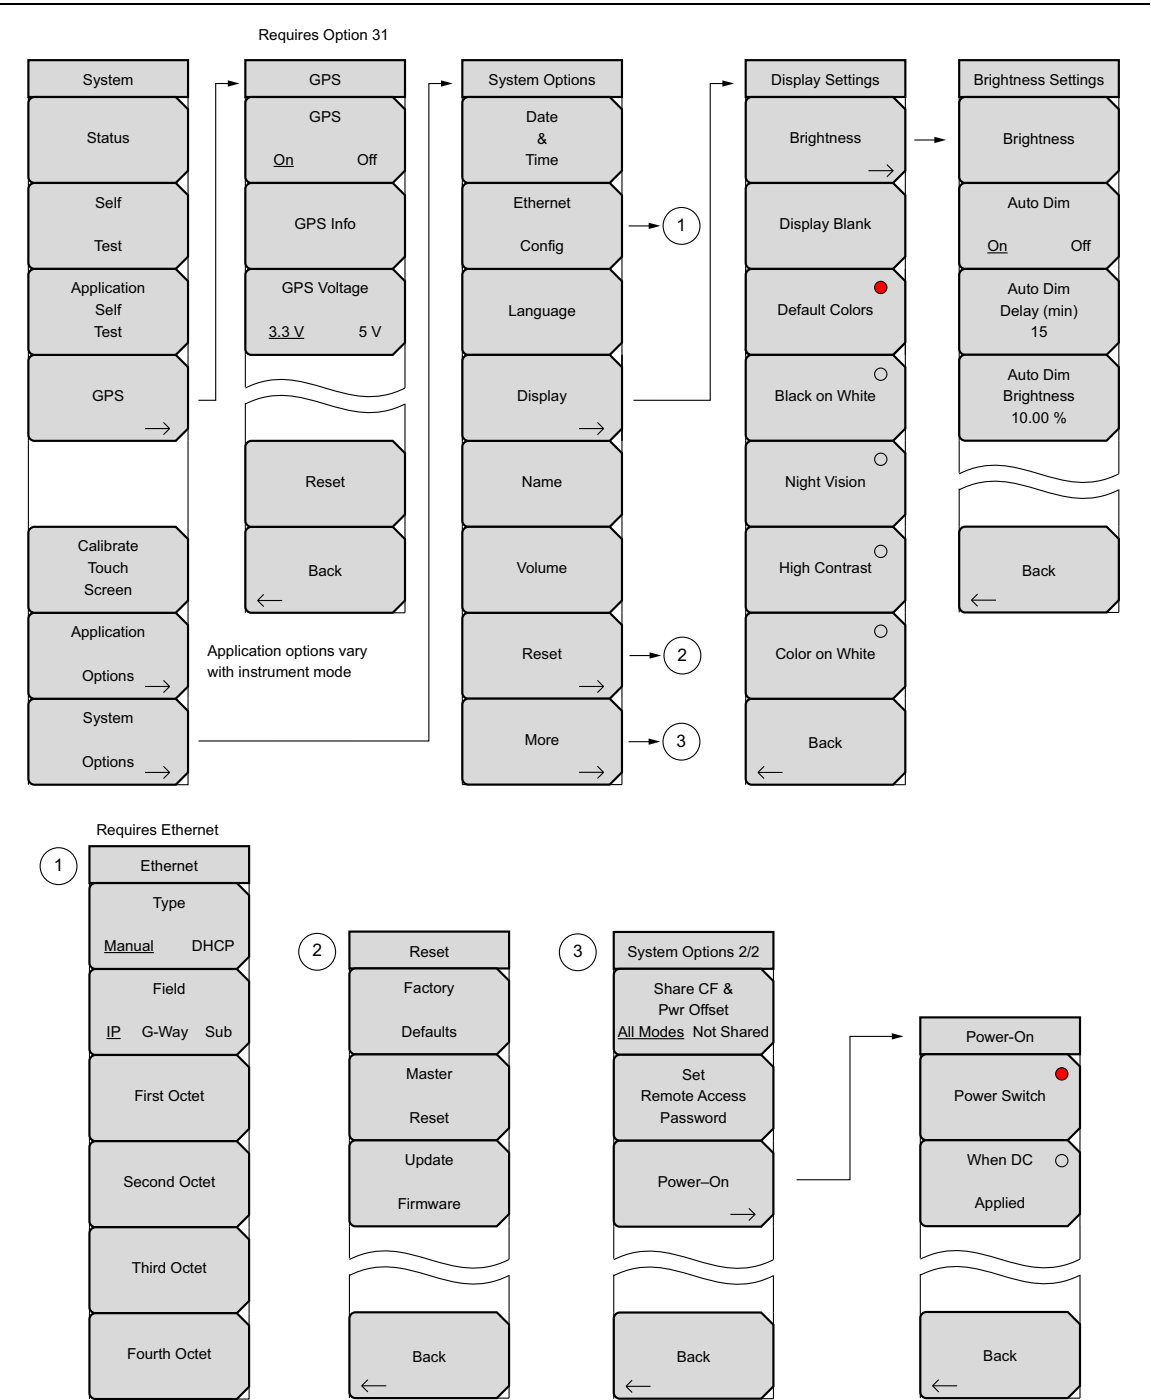 Requires Option 31
System
Status
Self
Test
Application
Self
Test
GPS
Calibrate
Touch
Screen
Application
Options
System
Options
GPS
GPS
On Off
GPS Info
GPS Voltage
3.3 V 5 V
Reset
Back
Application options vary
with instrument mode
System Options
Date
&
Time
Ethernet
Config
1
Language
Display
Name
Volume
Reset
2
More
3
Display Settings
Brightness
Display Blank
Default Colors
Black on White
Night Vision
High Contrast
Color on White
Back
Brightness Settings
Brightness
Auto Dim
On Off
Auto Dim
Delay (min)
15
Auto Dim
Brightness
10.00 %
Back
Requires Ethernet
1
Ethernet
Type
Manual DHCP
Field
IP G-Way Sub
First Octet
Second Octet
Third Octet
Fourth Octet
2
Reset
Factory
Defaults
Master
Reset
Update
Firmware
Back
3
System Options 2/2
Share CF &
Pwr Offset
All Modes Not Shared
Set
Remote Access
Password
Power–On
Back
Power-On
Power Switch
When DC
Applied
Back